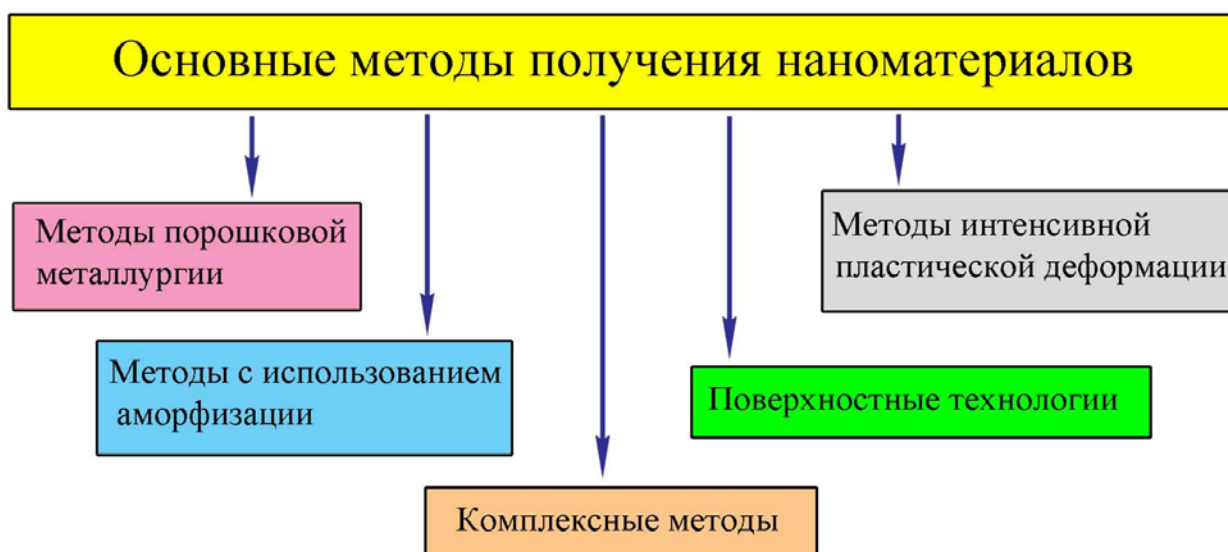 Основные методы получения наноматериалов
Методы порошковой
металлургии
Методы интенсивной
пластической деформации
Методы с использованием
аморфизации
Поверхностные технологии
Комплексные методы